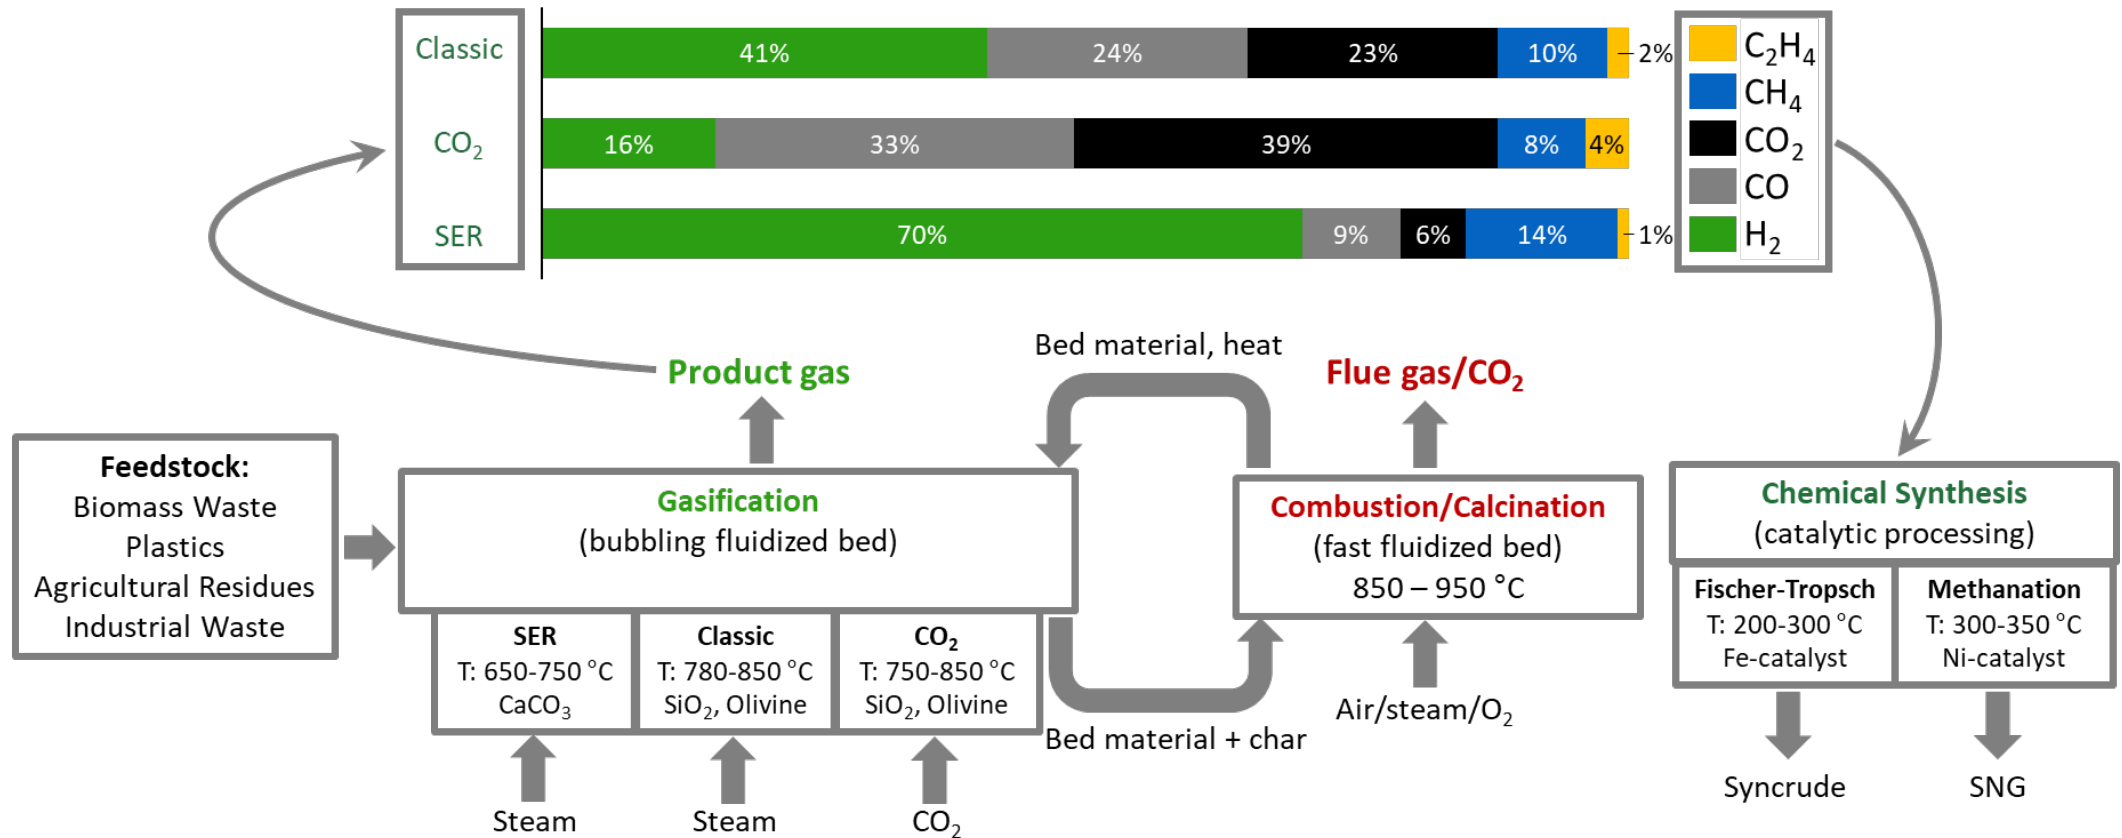 Classic
41%
24%
23%
10%
2%
CO₂
16%
33%
39%
8%
4%
SER
70%
9%
6%
14%
1%
C₂H₄
CH₄
CO₂
CO
H₂
Product gas
Bed material, heat
Flue gas/CO₂
Feedstock:
Biomass Waste
Plastics
Agricultural Residues
Industrial Waste
Gasification
(bubbling fluidized bed)
SER
T: 650-750 °C
CaCO₃
Classic
T: 780-850 °C
SiO₂, Olivine
CO₂
T: 750-850 °C
SiO₂, Olivine
Steam
Steam
CO₂
Bed material + char
Combustion/Calcination
(fast fluidized bed)
850 – 950 °C
Air/steam/O₂
Chemical Synthesis
(catalytic processing)
Fischer-Tropsch
T: 200-300 °C
Fe-catalyst
Methanation
T: 300-350 °C
Ni-catalyst
Syncrude
SNG